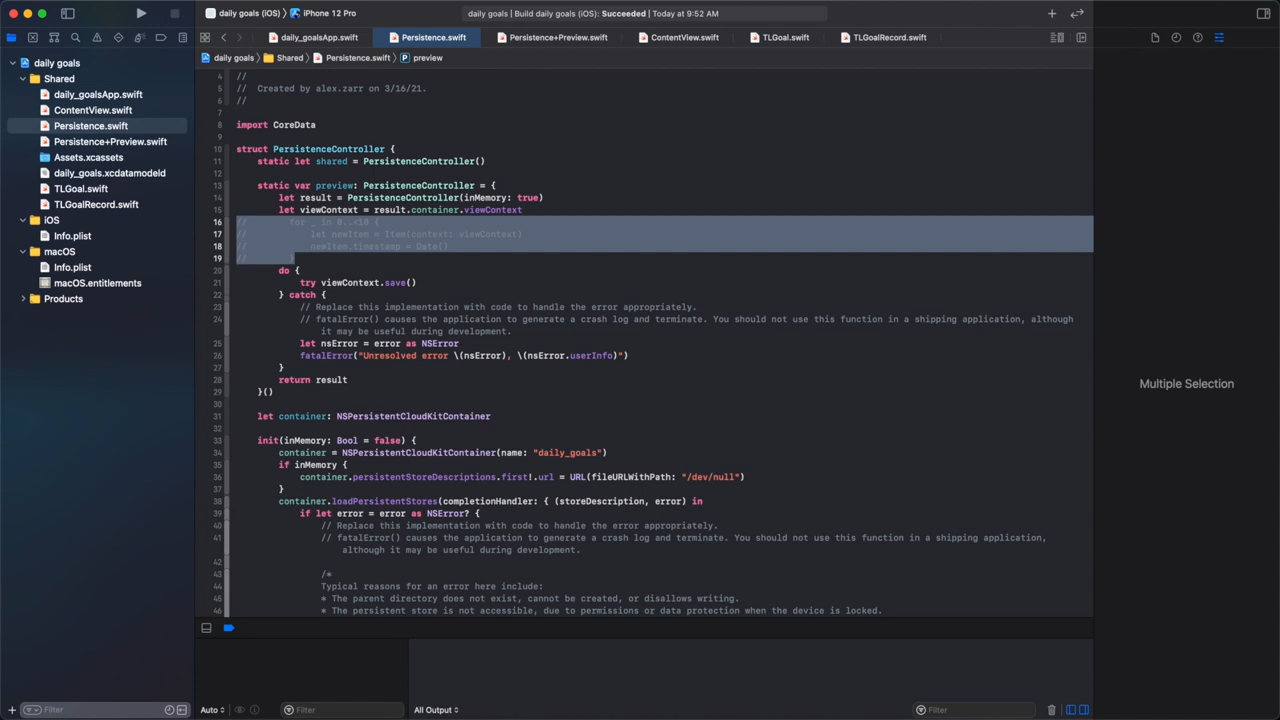 daily goals (iOS) 〉 iPhone 12 Pro
daily goals | Build daily goals (iOS): Succeeded | Today at 9:52 AM
daily_goalsApp.swift
Persistence.swift
Persistence+Preview.swift
ContentView.swift
TLGoal.swift
TLGoalRecord.swift
daily goals 〉 Shared 〉 Persistence.swift 〉 P preview
daily goals
Shared
daily_goalsApp.swift
ContentView.swift
Persistence.swift
Persistence+Preview.swift
Assets.xcassets
daily_goals.xcdatamodeld
TLGoal.swift
TLGoalRecord.swift
iOS
Info.plist
macOS
Info.plist
macOS.entitlements
Products
4 //
5 //  Created by alex.zarr on 3/16/21.
6 //
7
8 import CoreData
9
10 struct PersistenceController {
11     static let shared = PersistenceController()
12
13     static var preview: PersistenceController = {
14         let result = PersistenceController(inMemory: true)
15         let viewContext = result.container.viewContext
16 //        for _ in 0..<10 {
17 //            let newItem = Item(context: viewContext)
18 //            newItem.timestamp = Date()
19 //        }
20         do {
21             try viewContext.save()
22         } catch {
23             // Replace this implementation with code to handle the error appropriately.
24             // fatalError() causes the application to generate a crash log and terminate. You should not use this function in a shipping application, although
it may be useful during development.
25             let nsError = error as NSError
26             fatalError("Unresolved error \(nsError), \(nsError.userInfo)")
27         }
28         return result
29     }()
30
31     let container: NSPersistentCloudKitContainer
32
33     init(inMemory: Bool = false) {
34         container = NSPersistentCloudKitContainer(name: "daily_goals")
35         if inMemory {
36             container.persistentStoreDescriptions.first!.url = URL(fileURLWithPath: "/dev/null")
37         }
38         container.loadPersistentStores(completionHandler: { (storeDescription, error) in
39             if let error = error as NSError? {
40                 // Replace this implementation with code to handle the error appropriately.
41                 // fatalError() causes the application to generate a crash log and terminate. You should not use this function in a shipping application,
although it may be useful during development.
42
43                 /*
44                 Typical reasons for an error here include:
45                 * The parent directory does not exist, cannot be created, or disallows writing.
46                 * The persistent store is not accessible, due to permissions or data protection when the device is locked.
Multiple Selection
Filter
Auto
Filter
All Output
Filter